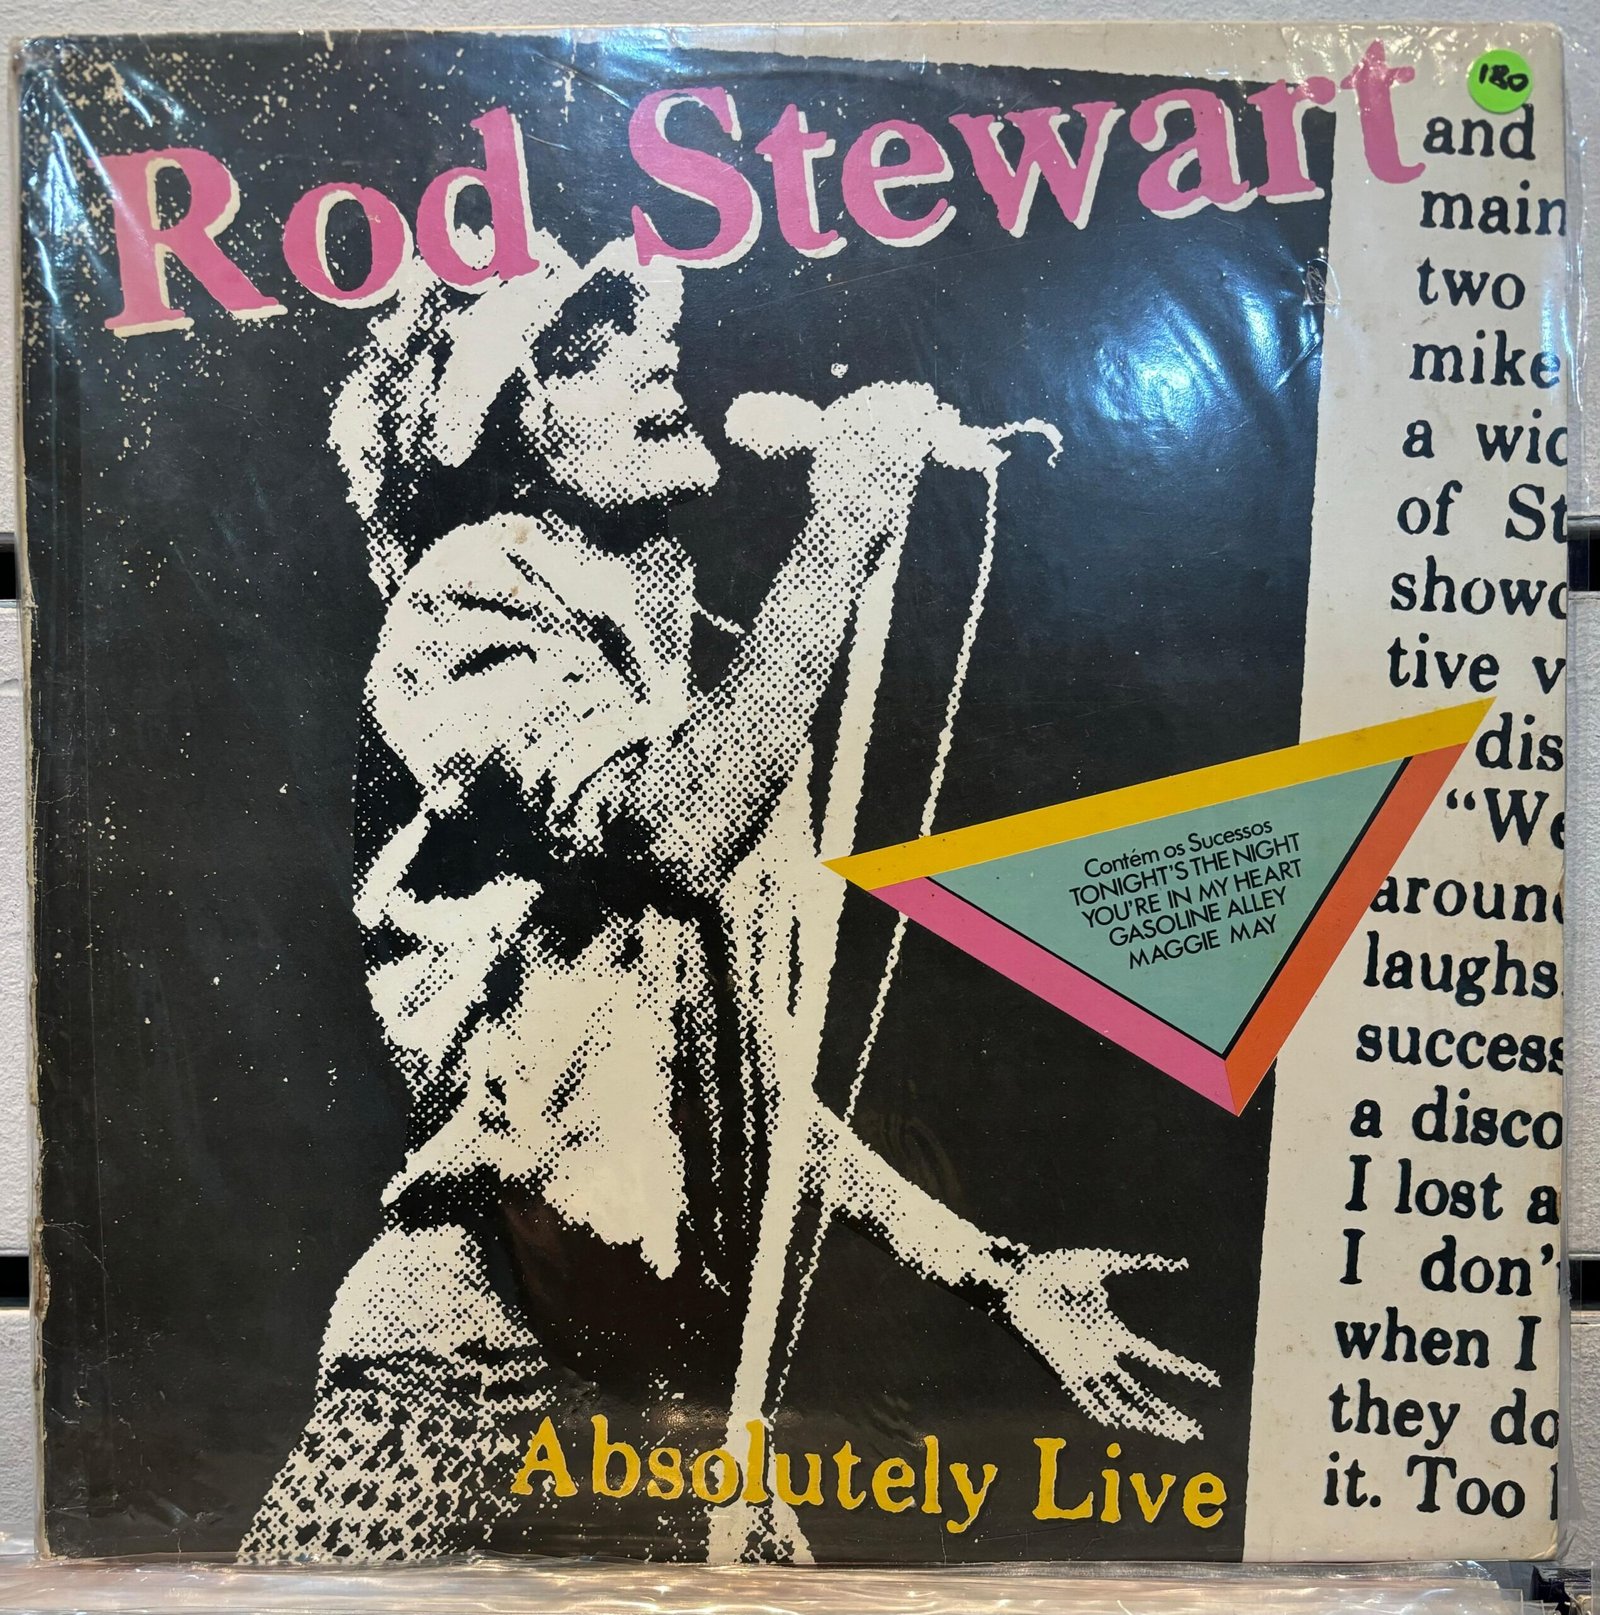 Rod Stewart
180
and
main
two
mike
a wid
of St
showc
tive v
dis
"We
around
laughs.
success
a disco
I lost a
I don'
when I
they do
it. Too
Contém os Sucessos
TONIGHT'S THE NIGHT
YOU'RE IN MY HEART
GASOLINE ALLEY
MAGGIE MAY
Absolutely Live